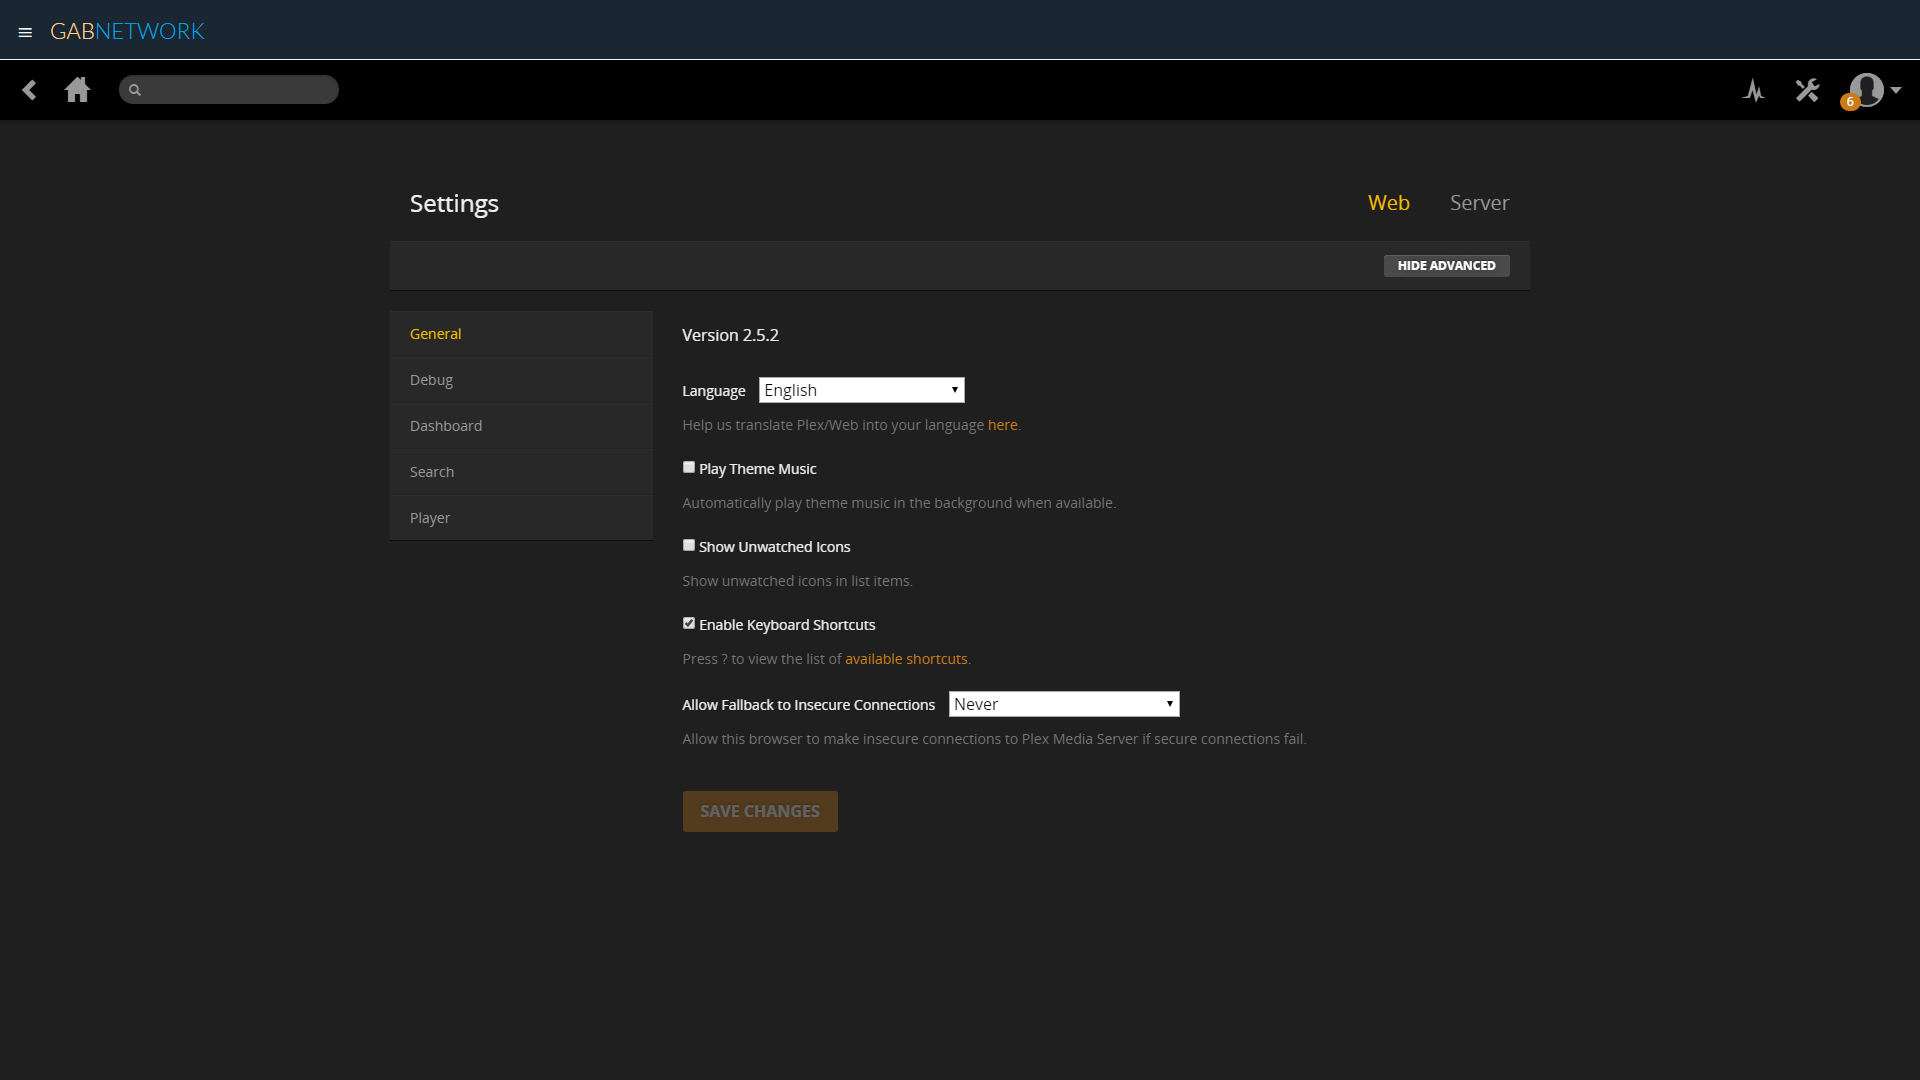 GABNETWORK
6
Settings
Web
Server
HIDE ADVANCED
General
Debug
Dashboard
Search
Player
Version 2.5.2
Language English
Help us translate Plex/Web into your language here.
Play Theme Music
Automatically play theme music in the background when available.
Show Unwatched Icons
Show unwatched icons in list items.
Enable Keyboard Shortcuts
Press ? to view the list of available shortcuts.
Allow Fallback to Insecure Connections Never
Allow this browser to make insecure connections to Plex Media Server if secure connections fail.
SAVE CHANGES